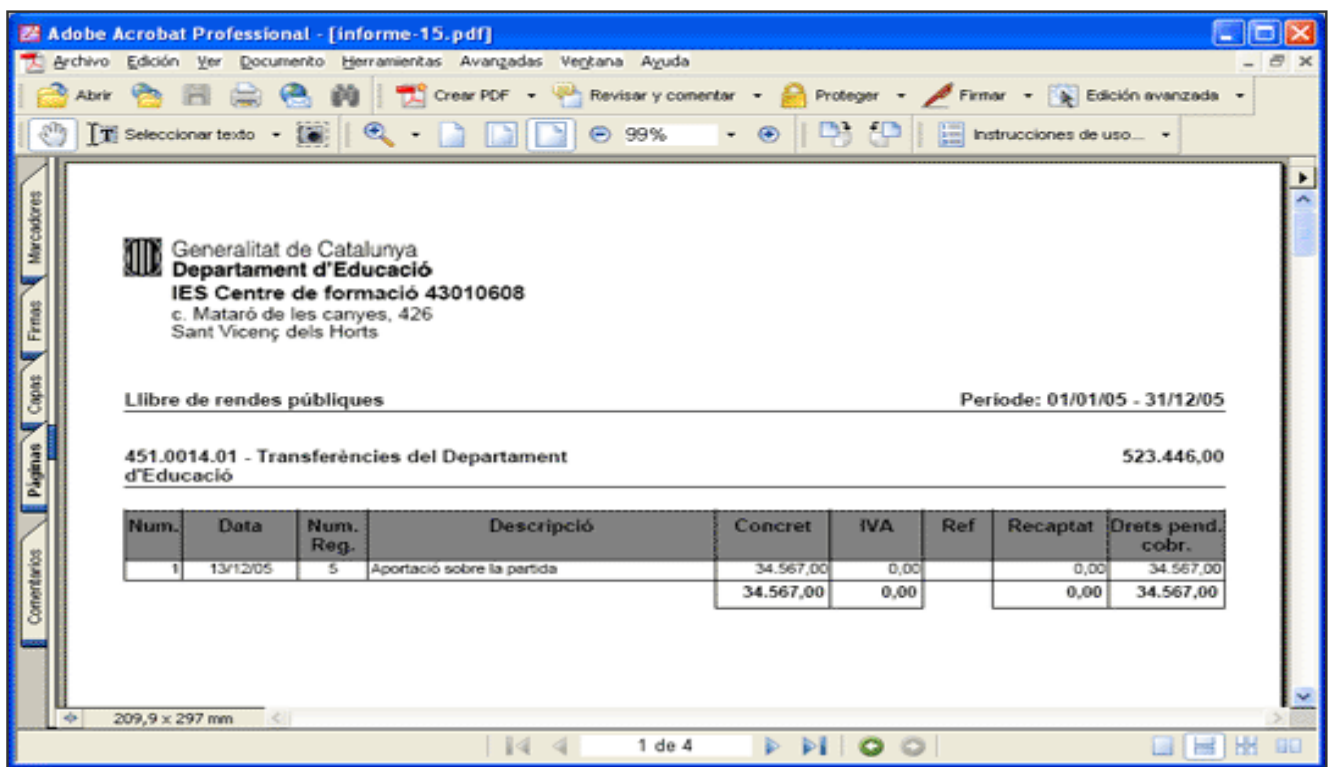 Adobe Acrobat Professional - [informe-15.pdf]
Archivo Edición Ver Documento Herramientas Avanzadas Ventana Ayuda
Abrir Crear PDF Revisar y comentar Proteger Firmar Edición avanzada
Seleccionar texto 99% Instrucciones de uso...
Marcadores
Firmas
Capas
Páginas
Comentarios
Generalitat de Catalunya
Departament d'Educació
IES Centre de formació 43010608
c. Mataró de les canyes, 426
Sant Vicenç dels Horts
Llibre de rendes públiques Període: 01/01/05 - 31/12/05
451.0014.01 - Transferències del Departament 523.446,00
d'Educació
Num. Data Num. Descripció Concret IVA Ref Recaptat Drets pend.
Reg. cobr.
1 13/12/05 5 Aportació sobre la partida 34.567,00 0,00 0,00 34.567,00
34.567,00 0,00 0,00 34.567,00
209,9 x 297 mm
1 de 4